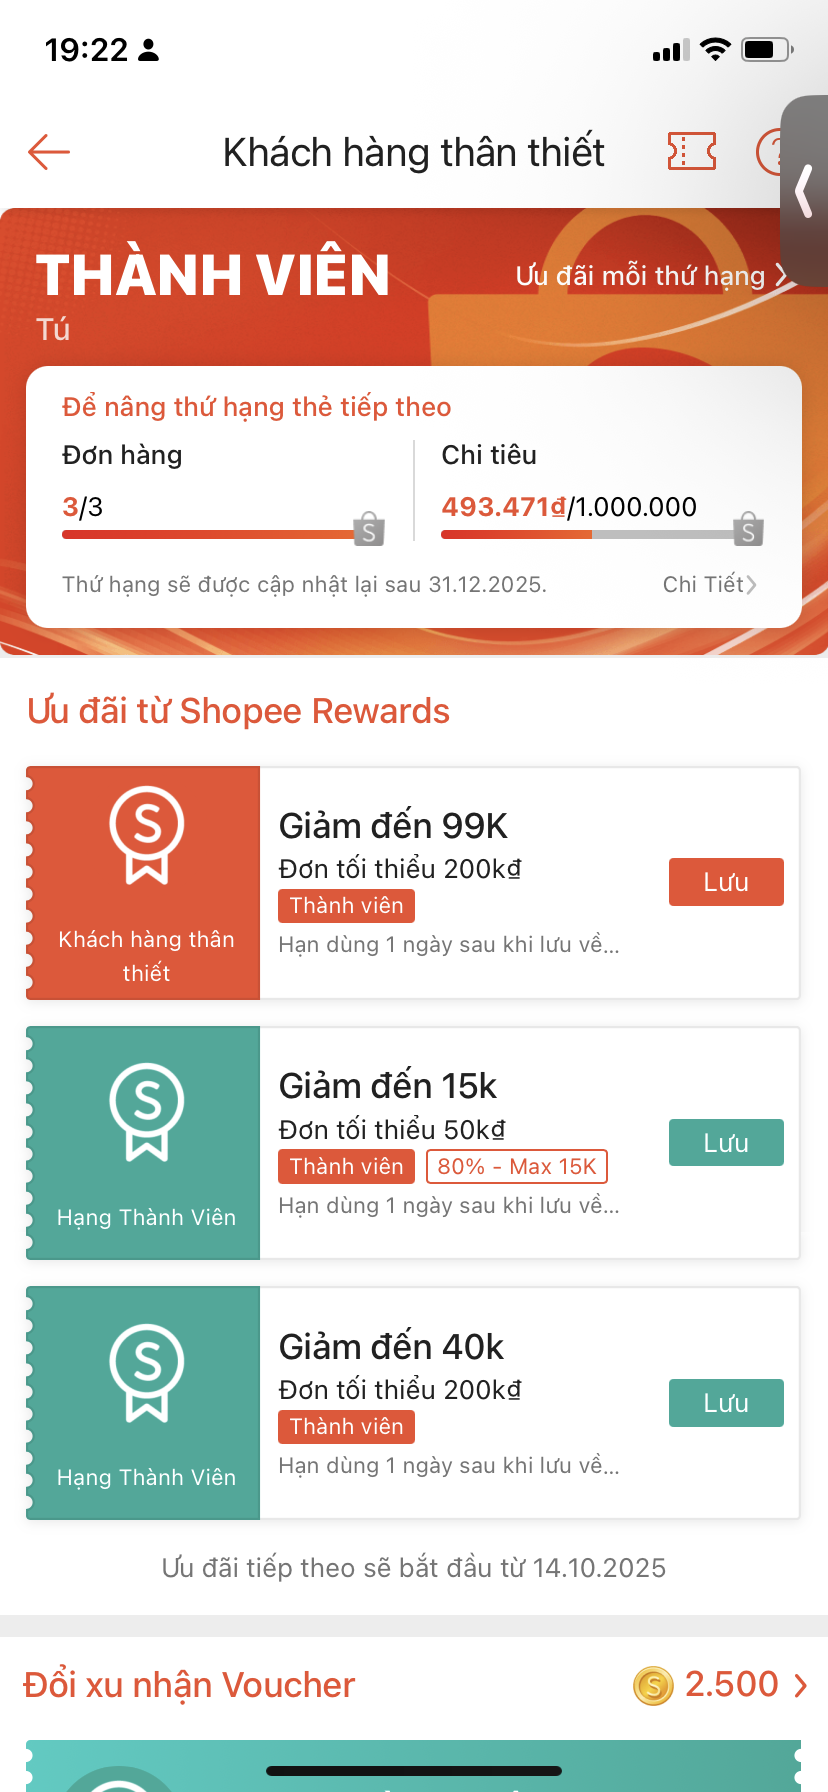 19:22
Khách hàng thân thiết
THÀNH VIÊN
Ưu đãi mỗi thứ hạng
Tú
Để nâng thứ hạng thẻ tiếp theo
Đơn hàng
3/3
Chi tiêu
493.471₫/1.000.000
Thứ hạng sẽ được cập nhật lại sau 31.12.2025.
Chi Tiết
Ưu đãi từ Shopee Rewards
Khách hàng thân
thiết
Giảm đến 99K
Đơn tối thiểu 200k₫
Thành viên
Hạn dùng 1 ngày sau khi lưu về...
Lưu
Hạng Thành Viên
Giảm đến 15k
Đơn tối thiểu 50k₫
Thành viên 80% - Max 15K
Hạn dùng 1 ngày sau khi lưu về...
Lưu
Hạng Thành Viên
Giảm đến 40k
Đơn tối thiểu 200k₫
Thành viên
Hạn dùng 1 ngày sau khi lưu về...
Lưu
Ưu đãi tiếp theo sẽ bắt đầu từ 14.10.2025
Đổi xu nhận Voucher
2.500